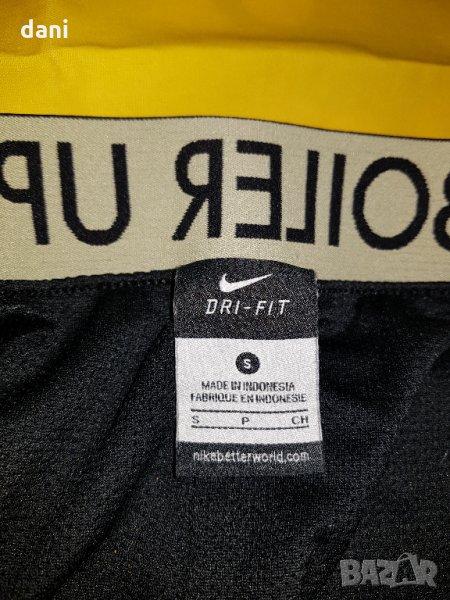 dani
BOILER UP
DRI-FIT
S
MADE IN INDONESIA
FABRIQUE EN INDONESIE
S P CH
nikebetterworld.com
BAZAR